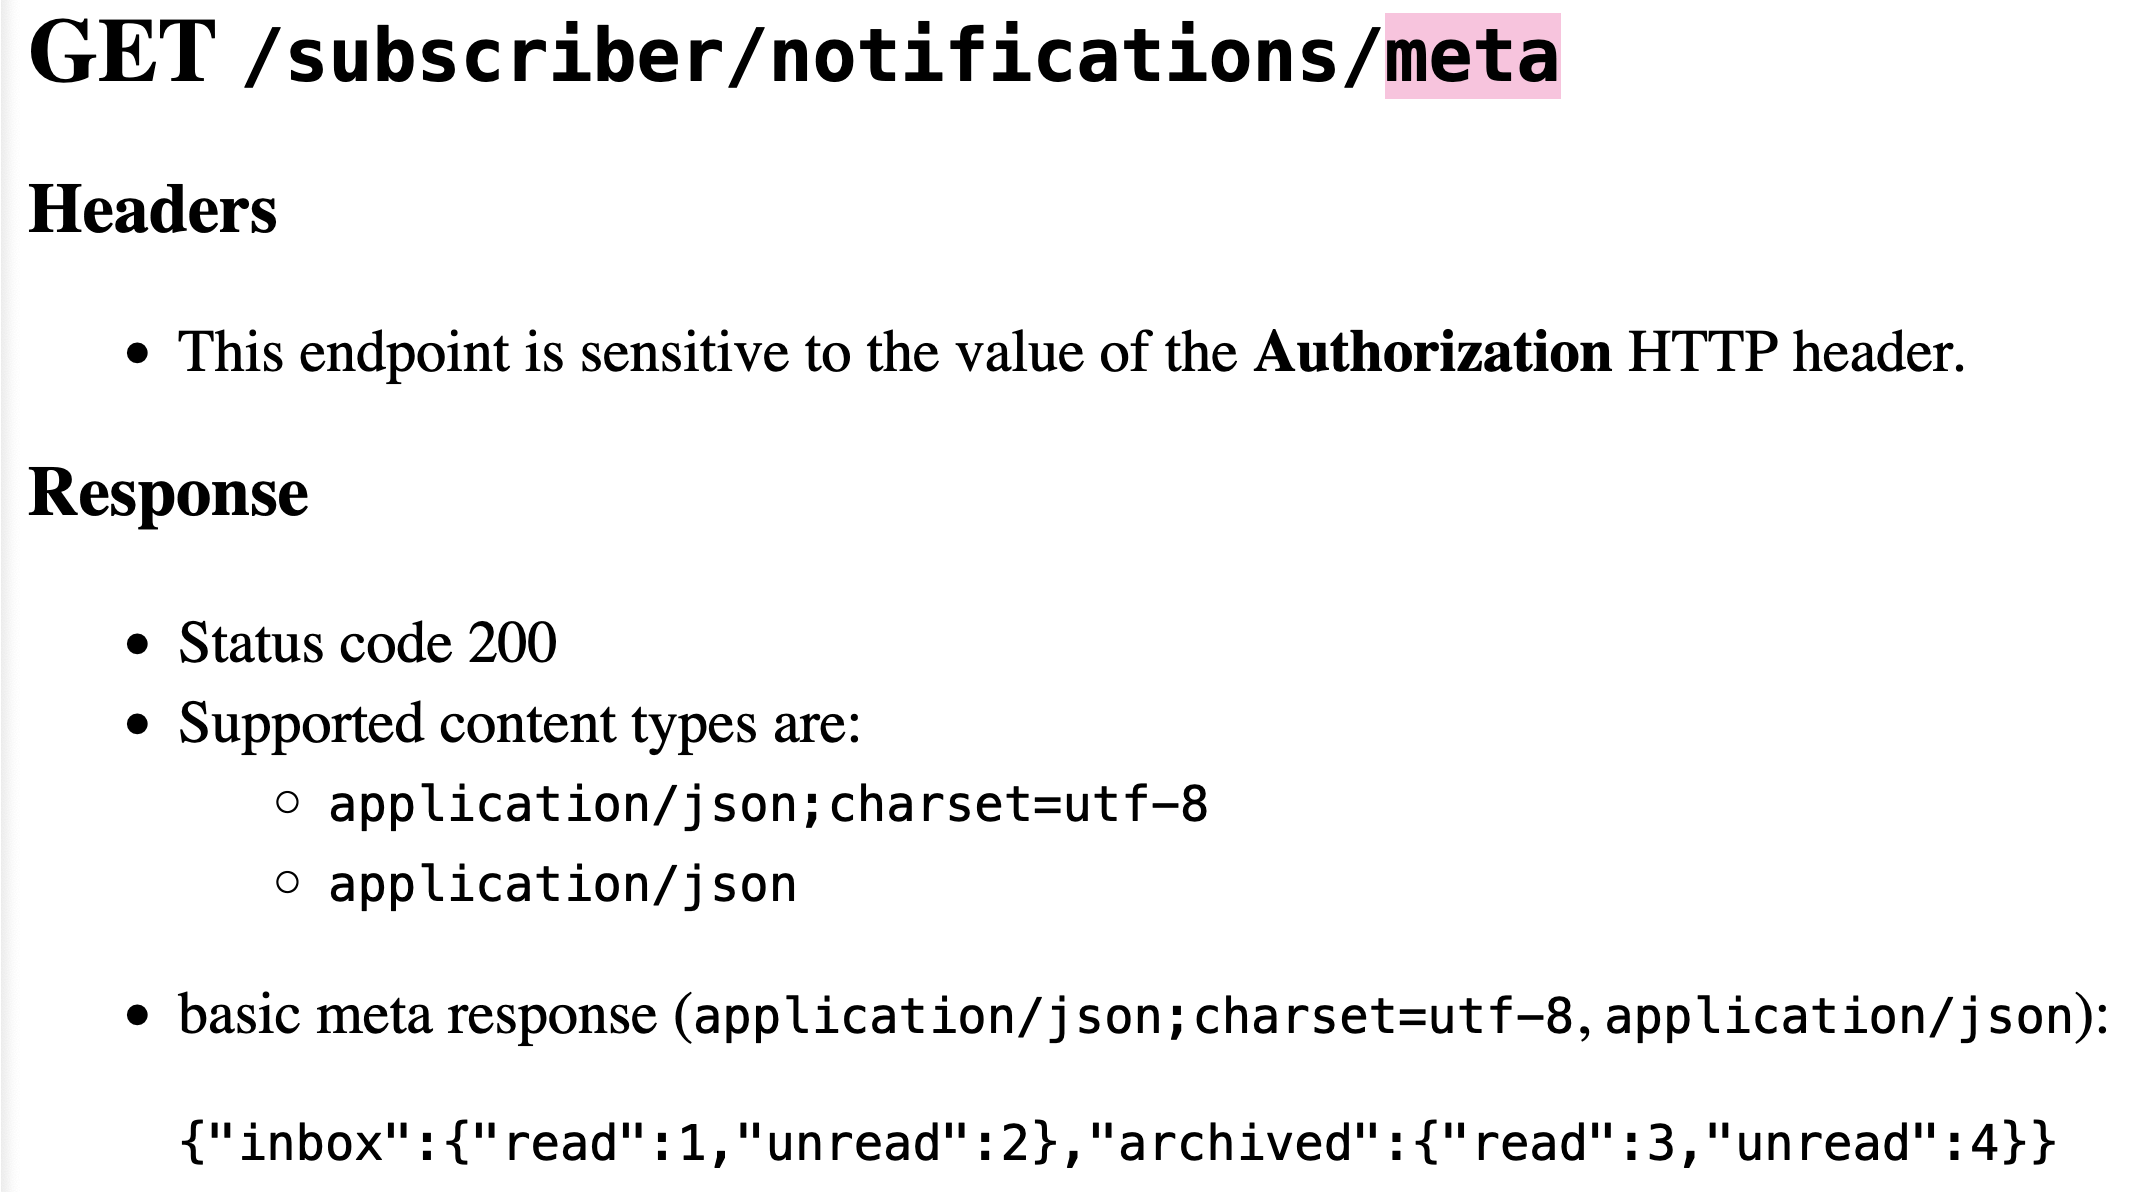 GET /subscriber/notifications/meta
Headers
• This endpoint is sensitive to the value of the Authorization HTTP header.
Response
• Status code 200
• Supported content types are:
○ application/json;charset=utf-8
○ application/json
• basic meta response (application/json;charset=utf-8, application/json):
{"inbox":{"read":1,"unread":2},"archived":{"read":3,"unread":4}}